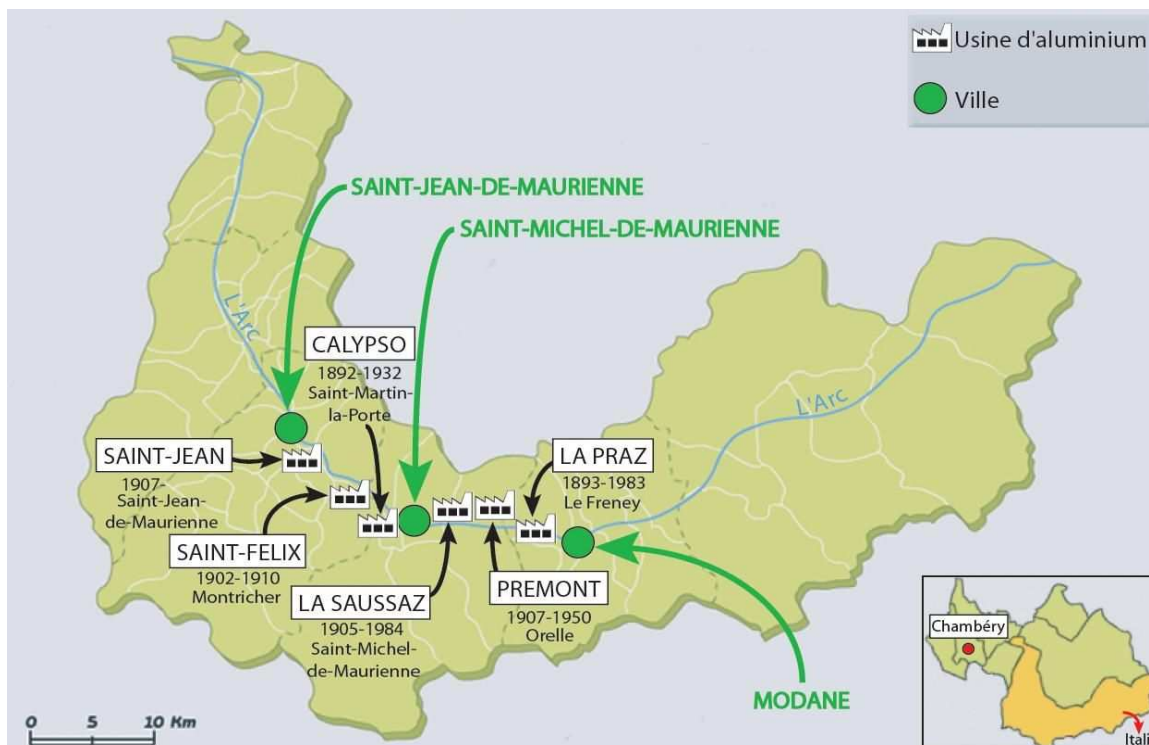 Usine d'aluminium
Ville
SAINT-JEAN-DE-MAURIENNE
SAINT-MICHEL-DE-MAURIENNE
L'Arc
CALYPSO
1892-1932
Saint-Martin-
la-Porte
L'Arc
SAINT-JEAN
1907-
Saint-Jean-
de-Maurienne
LA PRAZ
1893-1983
Le Freney
SAINT-FELIX
1902-1910
Montricher
LA SAUSSAZ
1905-1984
Saint-Michel-
de-Maurienne
PREMONT
1907-1950
Orelle
MODANE
Chambéry
Itali
0 5 10 Km